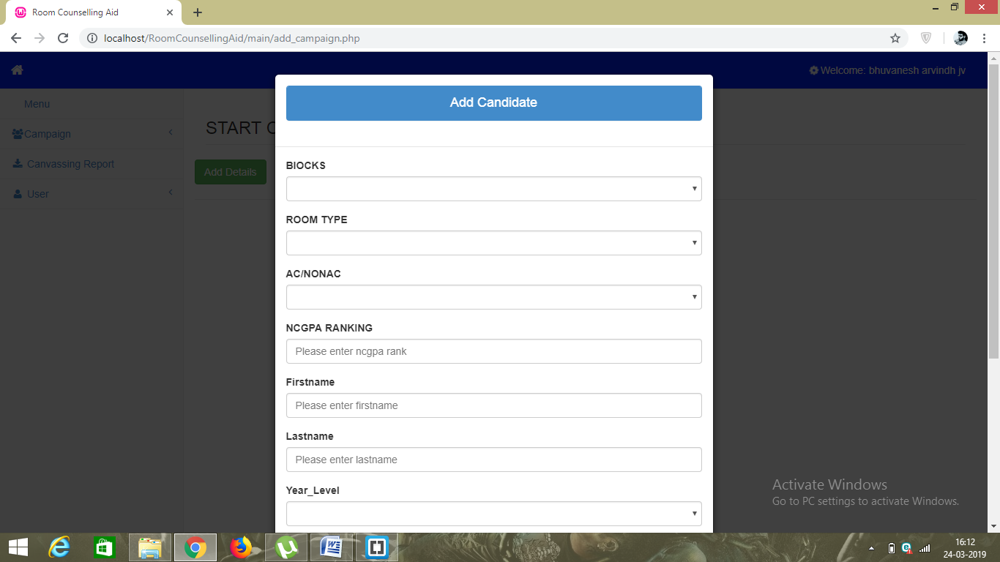 Room Counselling Aid
localhost/RoomCounsellingAid/main/add_campaign.php
Welcome: bhuvanesh arvindh jv
Add Candidate
Menu
START C
Campaign
Canvassing Report
Add Details
User
BlOCKS
ROOM TYPE
AC/NONAC
NCGPA RANKING
Please enter ncgpa rank
Firstname
Please enter firstname
Lastname
Please enter lastname
Year_Level
Activate Windows
Go to PC settings to activate Windows.
16:12
24-03-2019